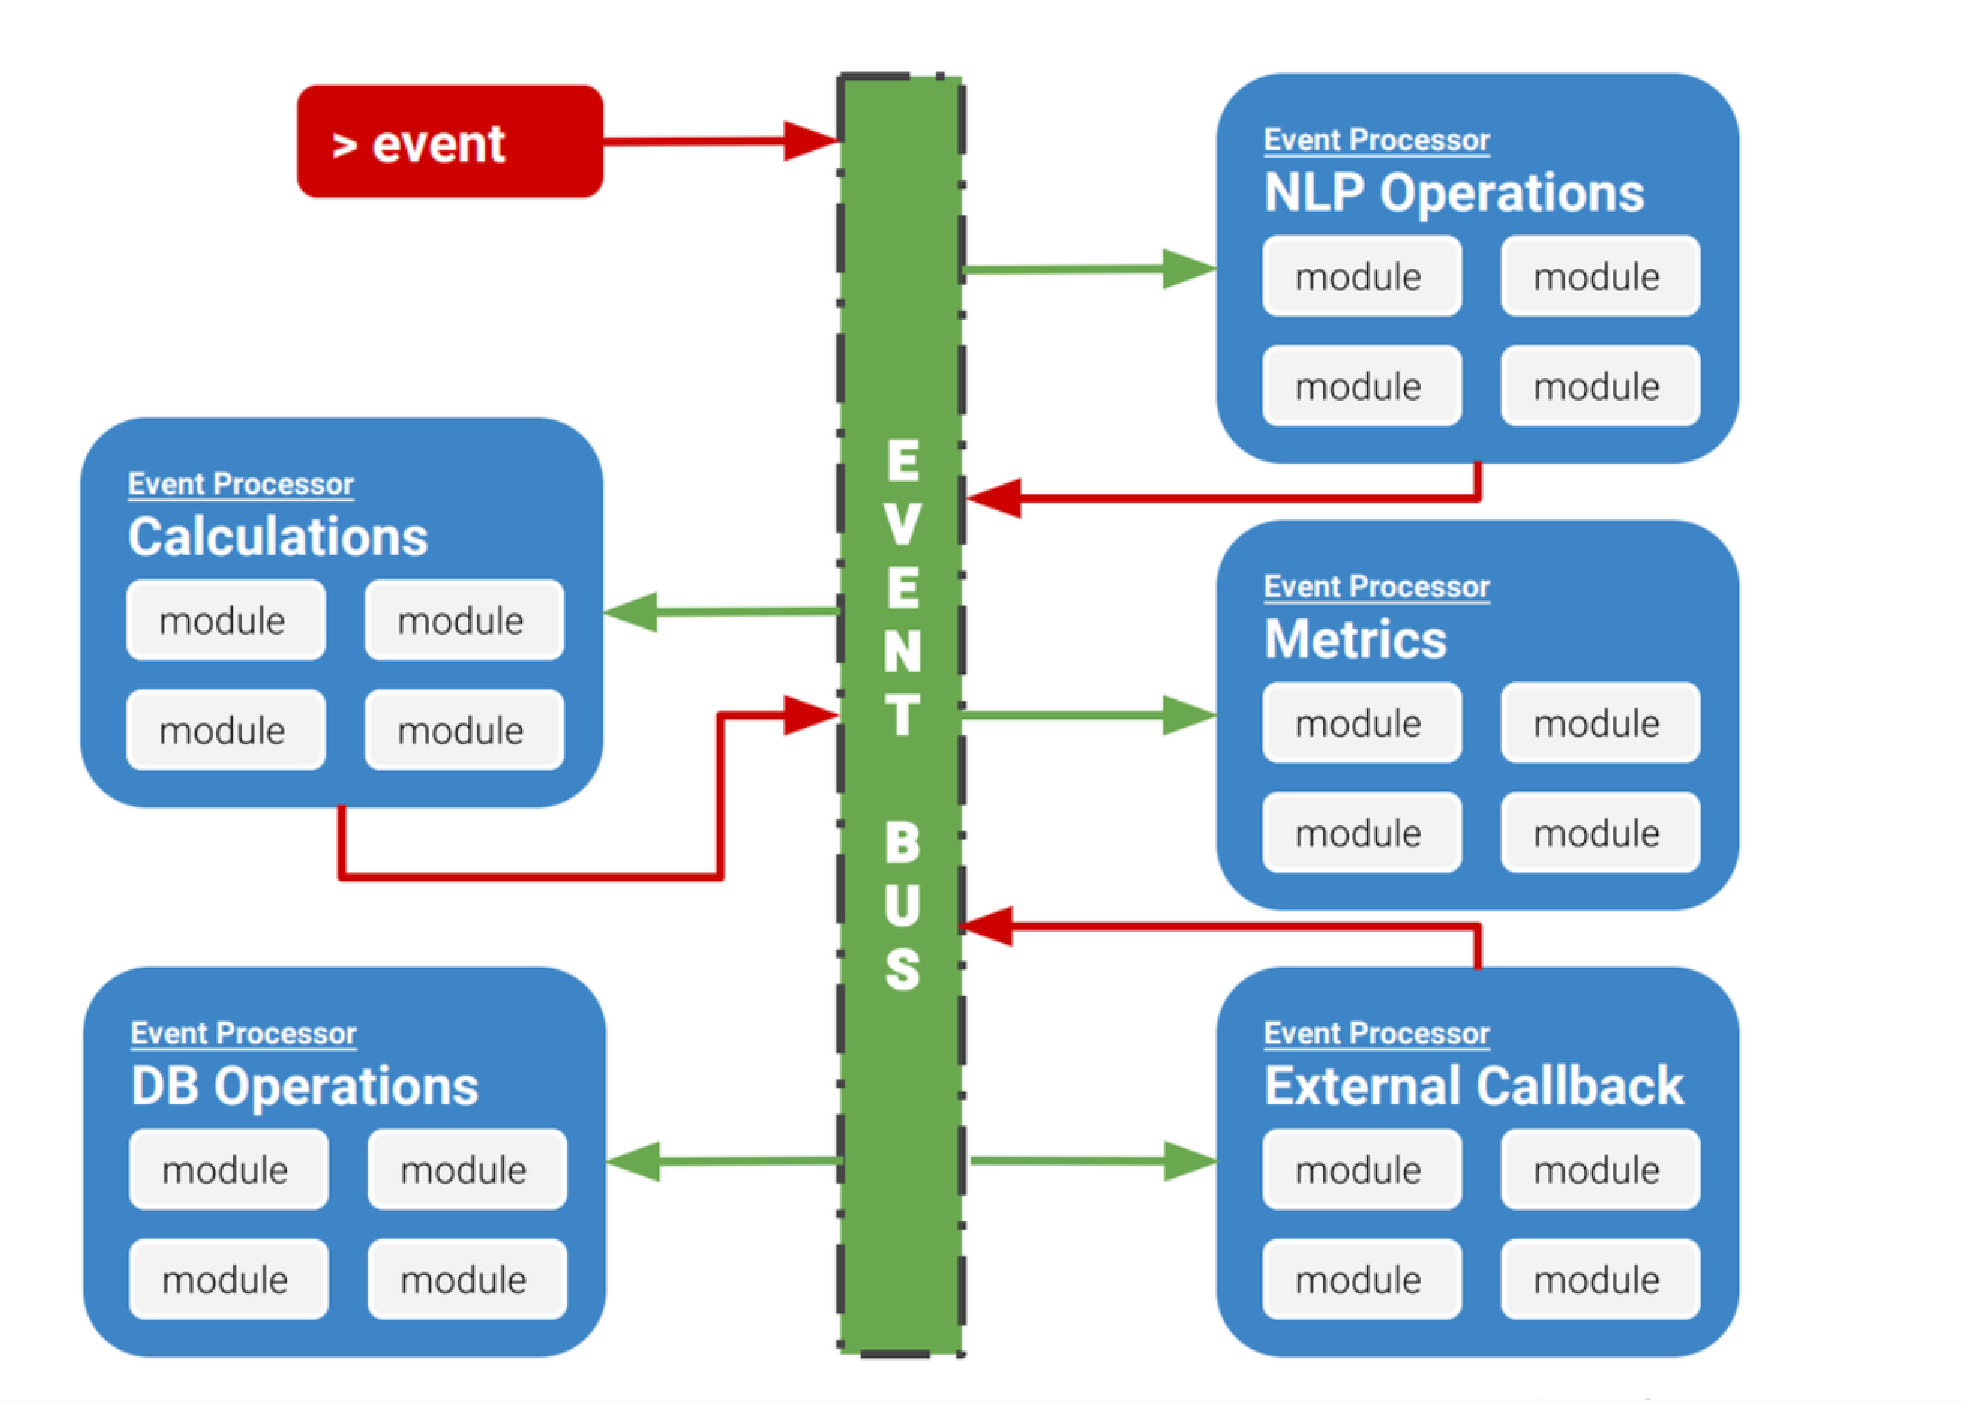 > event
Event Processor
NLP Operations
module module
module module
Event Processor
Calculations
module module
module module
EVENT BUS
Event Processor
Metrics
module module
module module
Event Processor
DB Operations
module module
module module
Event Processor
External Callback
module module
module module